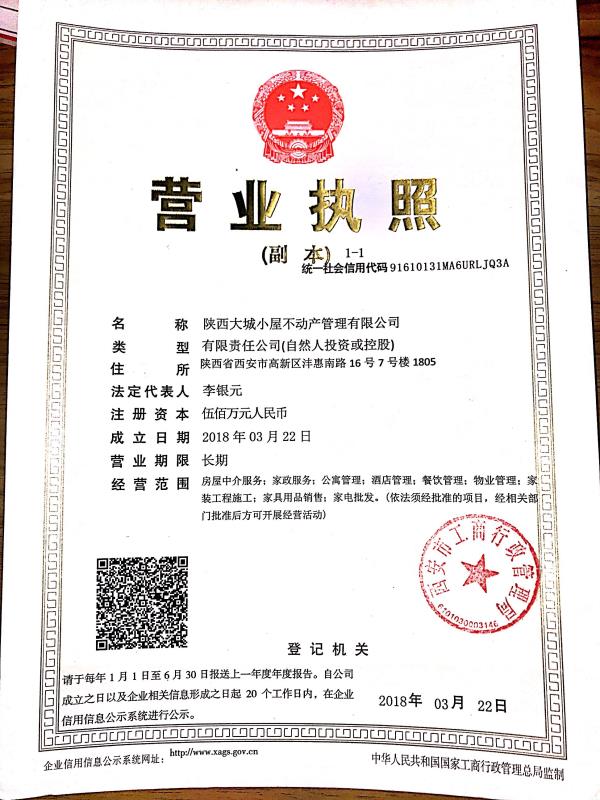 营业执照
(副 本) 1-1
统一社会信用代码 91610131MA6URLJQ3A
名 称 陕西大城小屋不动产管理有限公司
类 型 有限责任公司(自然人投资或控股)
住 所 陕西省西安市高新区沣惠南路 16 号 7 号楼 1805
法定代表人 李银元
注册资本 伍佰万元人民币
成立日期 2018 年 03 月 22 日
营业期限 长期
经营范围 房屋中介服务；家政服务；公寓管理；酒店管理；餐饮管理；物业管理；家
装工程施工；家具用品销售；家电批发。(依法须经批准的项目，经相关部
门批准后方可开展经营活动)
西安市工商行政管理局
6101030003146
登记机关
请于每年 1 月 1 日至 6 月 30 日报送上一年度年度报告。自公司
成立之日以及企业相关信息形成之日起 20 个工作日内，在企业
信用信息公示系统进行公示。
2018年 03月 22日
企业信用信息公示系统网址： http://www.xags.gov.cn
中华人民共和国国家工商行政管理总局监制